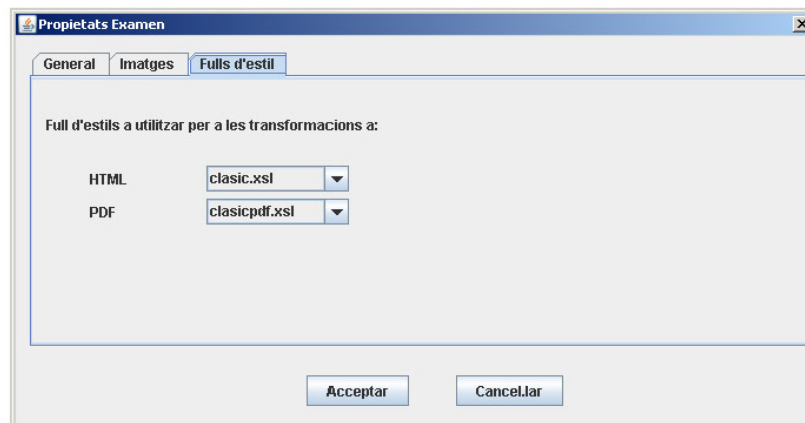 Propietats Examen
General Imatges Fulls d'estil
Full d'estils a utilitzar per a les transformacions a:
HTML clasic.xsl
PDF clasicpdf.xsl
Acceptar Cancel.lar